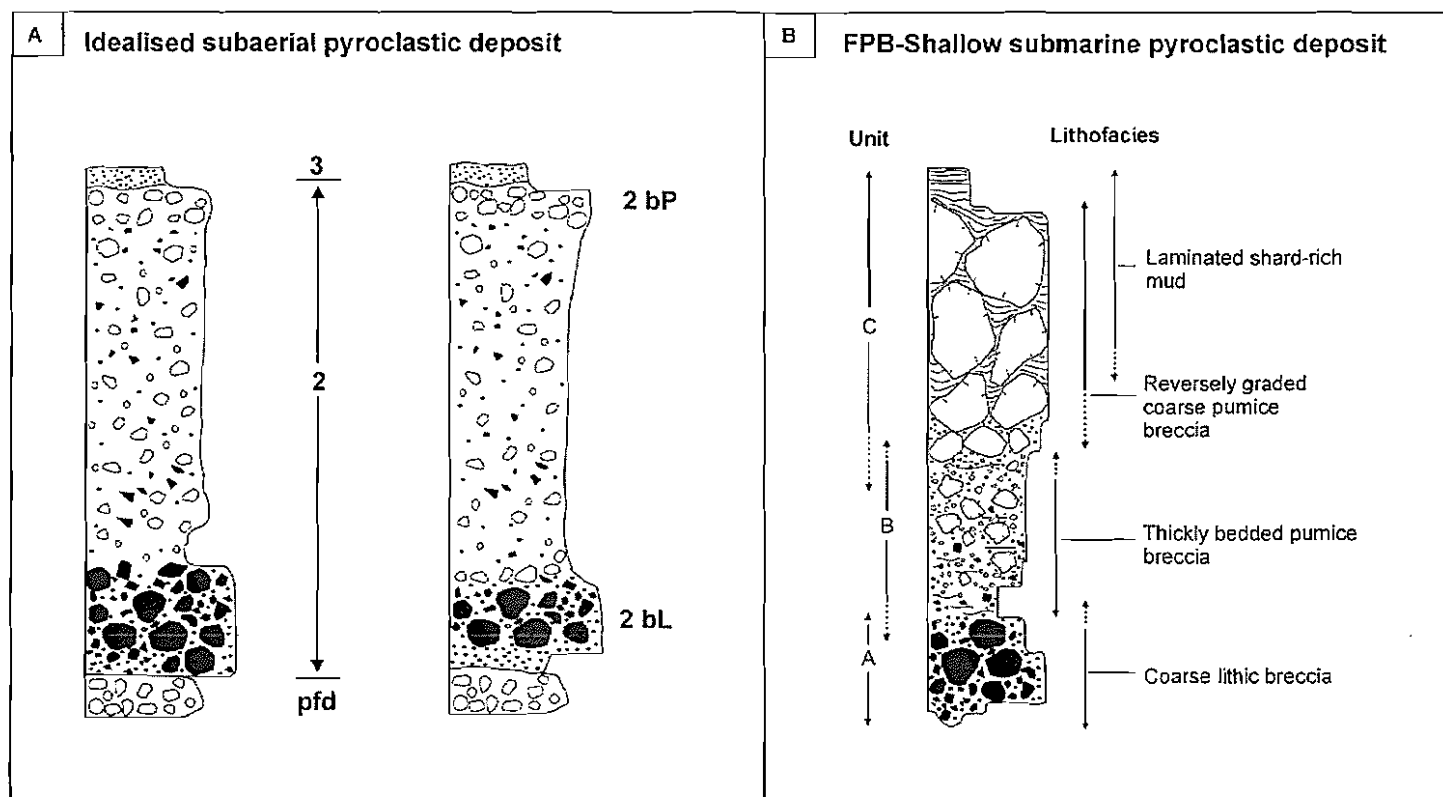 A
Idealised subaerial pyroclastic deposit
3
2
pfd
2 bP
2 bL
B
FPB-Shallow submarine pyroclastic deposit
Unit
Lithofacies
C
B
A
Laminated shard-rich
mud
Reversely graded
coarse pumice
breccia
Thickly bedded pumice
breccia
Coarse lithic breccia